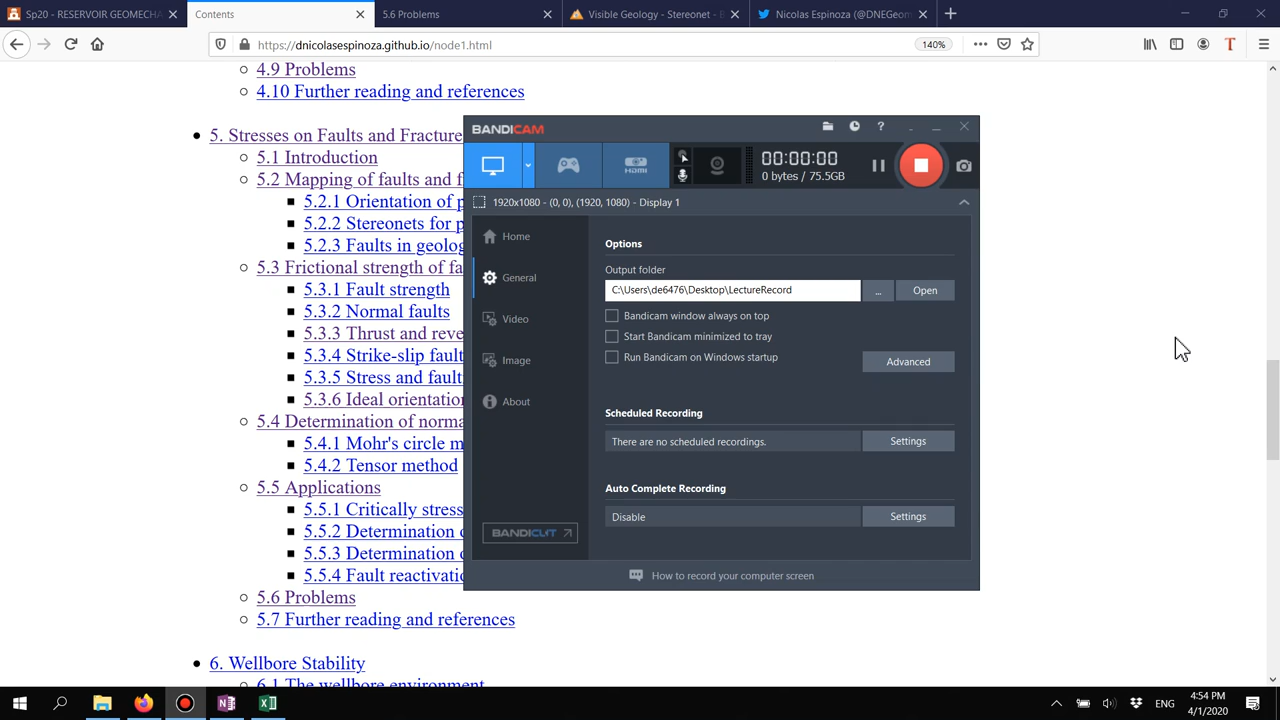 Sp20 - RESERVOIR GEOMECHA
Contents
5.6 Problems
Visible Geology - Stereonet - B
Nicolas Espinoza (@DNEGeom
https://dnicolasespinoza.github.io/node1.html
140%
4.9 Problems
4.10 Further reading and references
5. Stresses on Faults and Fracture
5.1 Introduction
5.2 Mapping of faults and f
5.2.1 Orientation of p
5.2.2 Stereonets for p
5.2.3 Faults in geolog
5.3 Frictional strength of fa
5.3.1 Fault strength
5.3.2 Normal faults
5.3.3 Thrust and reve
5.3.4 Strike-slip fault
5.3.5 Stress and fault
5.3.6 Ideal orientatio
5.4 Determination of norma
5.4.1 Mohr's circle m
5.4.2 Tensor method
5.5 Applications
5.5.1 Critically stress
5.5.2 Determination o
5.5.3 Determination o
5.5.4 Fault reactivatio
5.6 Problems
5.7 Further reading and references
6. Wellbore Stability
6.1 The wellbore environment
BANDICAM
HDMI
00:00:00
0 bytes / 75.5GB
1920x1080 - (0, 0), (1920, 1080) - Display 1
Home
General
Video
Image
About
BANDICUT
Options
Output folder
C:\Users\de6476\Desktop\LectureRecord
...
Open
Bandicam window always on top
Start Bandicam minimized to tray
Run Bandicam on Windows startup
Advanced
Scheduled Recording
There are no scheduled recordings.
Settings
Auto Complete Recording
Disable
Settings
How to record your computer screen
ENG
4:54 PM
4/1/2020